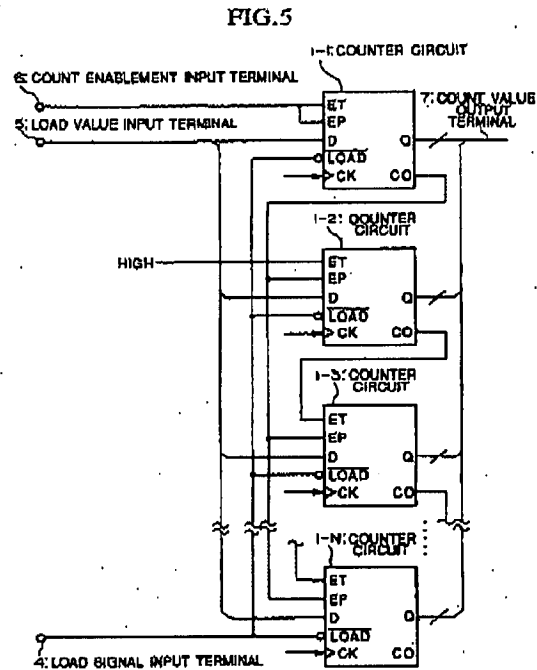 FIG.5
1-1: COUNTER CIRCUIT
6: COUNT ENABLEMENT INPUT TERMINAL
7: COUNT VALUE
OUTPUT
TERMINAL
ET
EP
5: LOAD VALUE INPUT TERMINAL
D
Q
LOAD
CK
CO
1-2: COUNTER
CIRCUIT
HIGH
ET
EP
D
Q
LOAD
CK
CO
1-3: COUNTER
CIRCUIT
ET
EP
D
Q
LOAD
CK
CO
1-N: COUNTER
CIRCUIT
ET
EP
D
Q
LOAD
CK
4: LOAD SIGNAL INPUT TERMINAL